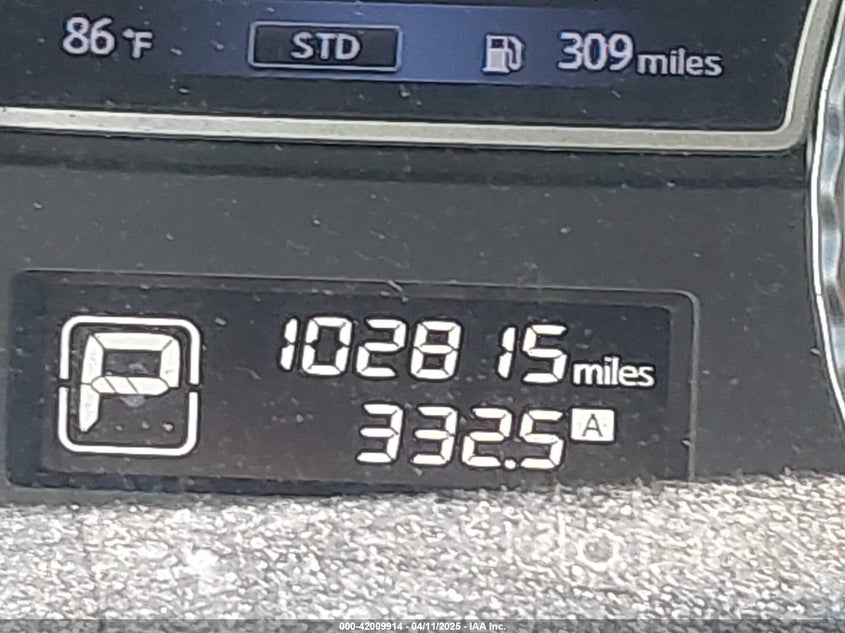 86°F STD 309 miles
P
102815 miles
332.5 A
000-42009914 - 04/11/2025 - IAA Inc.